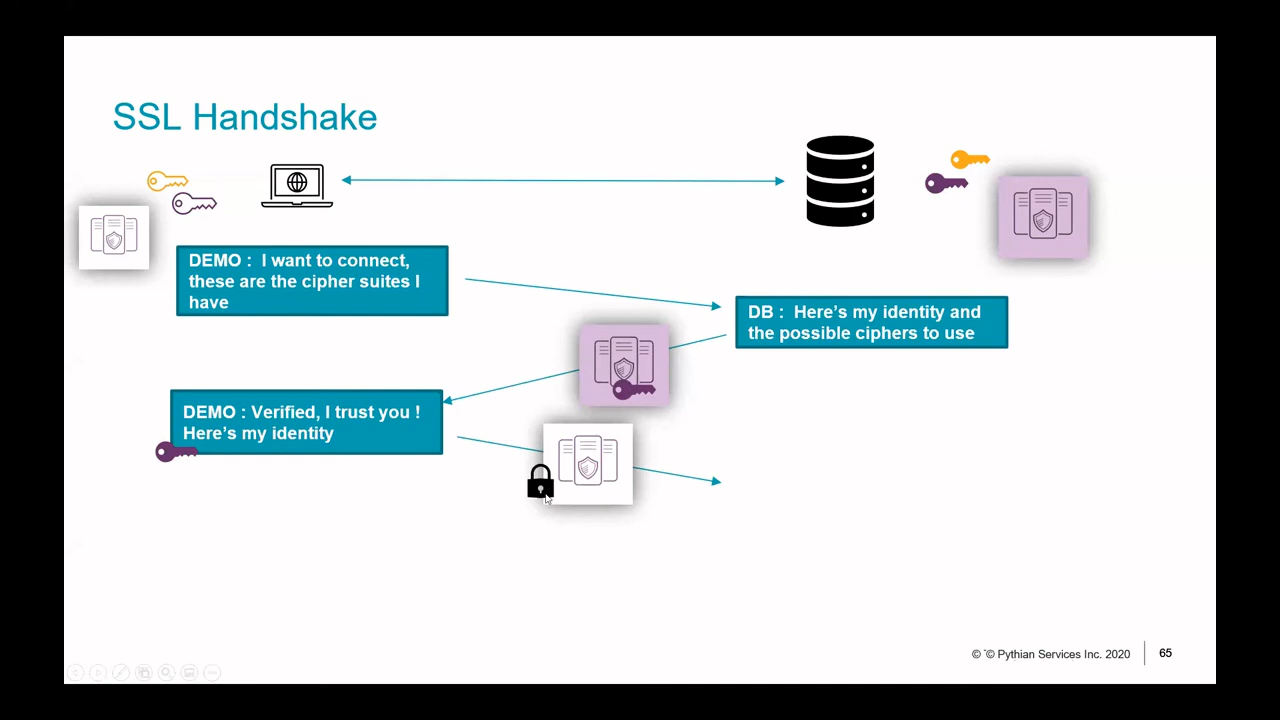 SSL Handshake
DEMO : I want to connect,
these are the cipher suites I
have
DB : Here's my identity and
the possible ciphers to use
DEMO : Verified, I trust you !
Here's my identity
© ˜© Pythian Services Inc. 2020
65